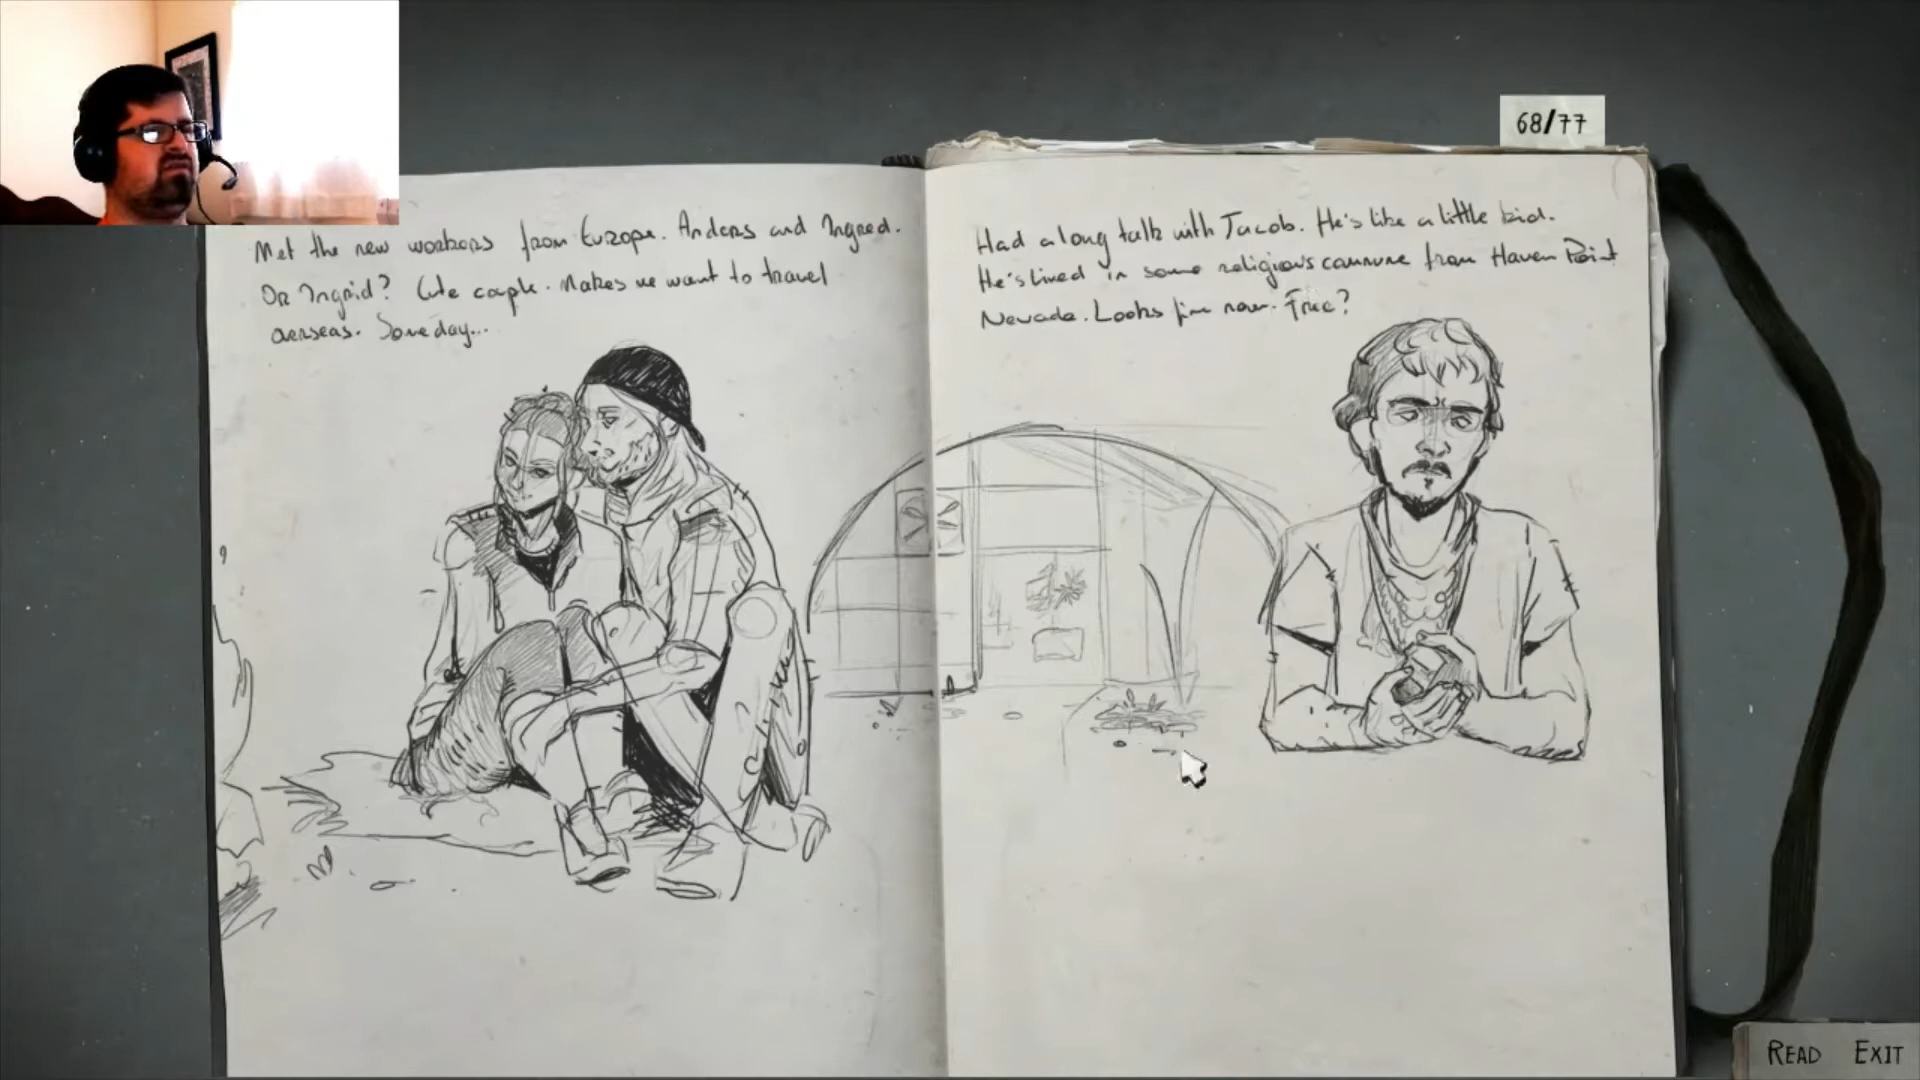 68/77
Met the new workers from Europe. Anders and Ingred.
Or Ingrid? Cute couple. Makes me want to travel
overseas. Someday...
Had a long talk with Jacob. He's like a little kid.
He's lived in some religious commune from Haven Point
Nevada. Looks fine now. Free?
READ EXIT